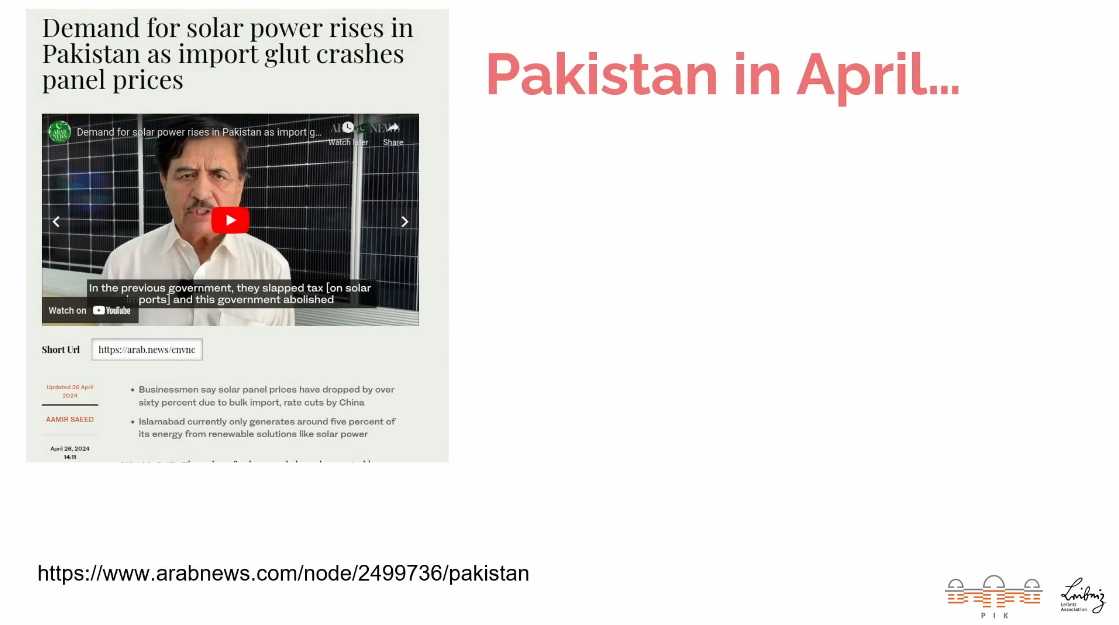 Demand for solar power rises in
Pakistan as import glut crashes
panel prices
Pakistan in April...
Demand for solar power rises in Pakistan as import g...
Watch later
Share
In the previous government, they slapped tax [on solar
imports] and this government abolished
Watch on YouTube
Short Url
https://arab.news/cnvnc
Updated 26 April
2024
AAMIR SAEED
April 26, 2024
14:11
• Businessmen say solar panel prices have dropped by over
sixty percent due to bulk import, rate cuts by China
• Islamabad currently only generates around five percent of
its energy from renewable solutions like solar power
https://www.arabnews.com/node/2499736/pakistan
PIK
Leibniz
Leibniz
Association